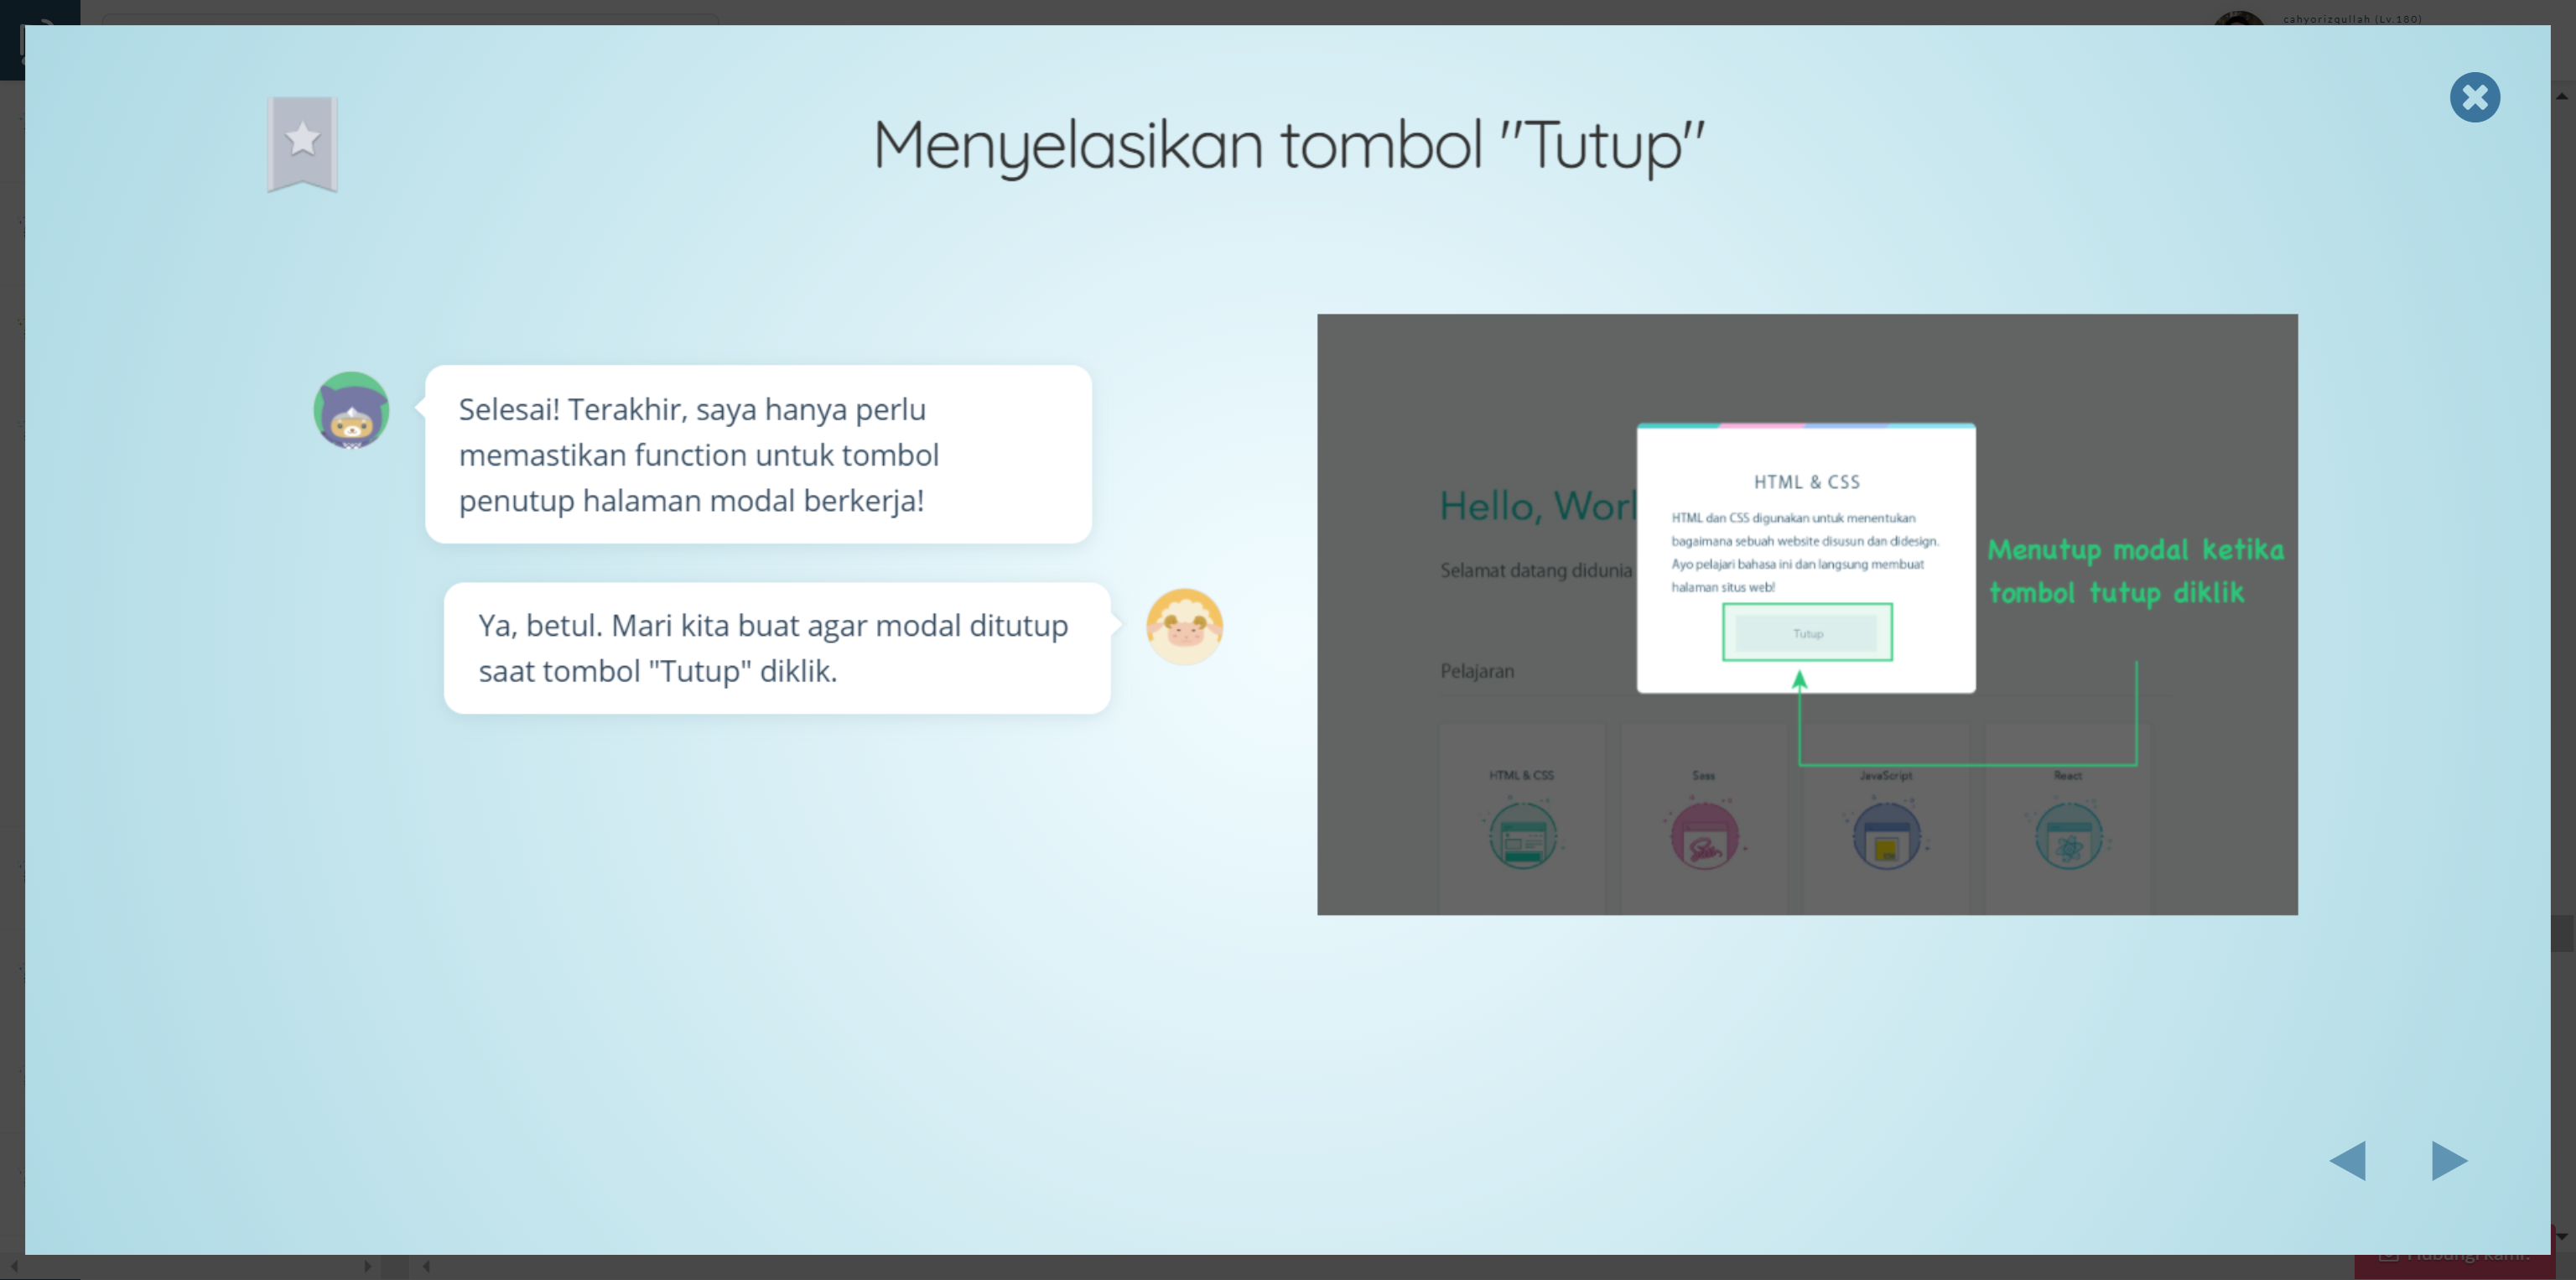 cahyorizqullah (Lv.180)
Menyelasikan tombol "Tutup"
Selesai! Terakhir, saya hanya perlu
memastikan function untuk tombol
penutup halaman modal berkerja!
Ya, betul. Mari kita buat agar modal ditutup
saat tombol "Tutup" diklik.
HTML & CSS
HTML dan CSS digunakan untuk menentukan
bagaimana sebuah website disusun dan didesign.
Ayo pelajari bahasa ini dan langsung membuat
halaman situs web!
Tutup
Hello, Worl
Selamat datang didunia
Menutup modal ketika
tombol tutup diklik
Pelajaran
HTML & CSS
Sass
JavaScript
React